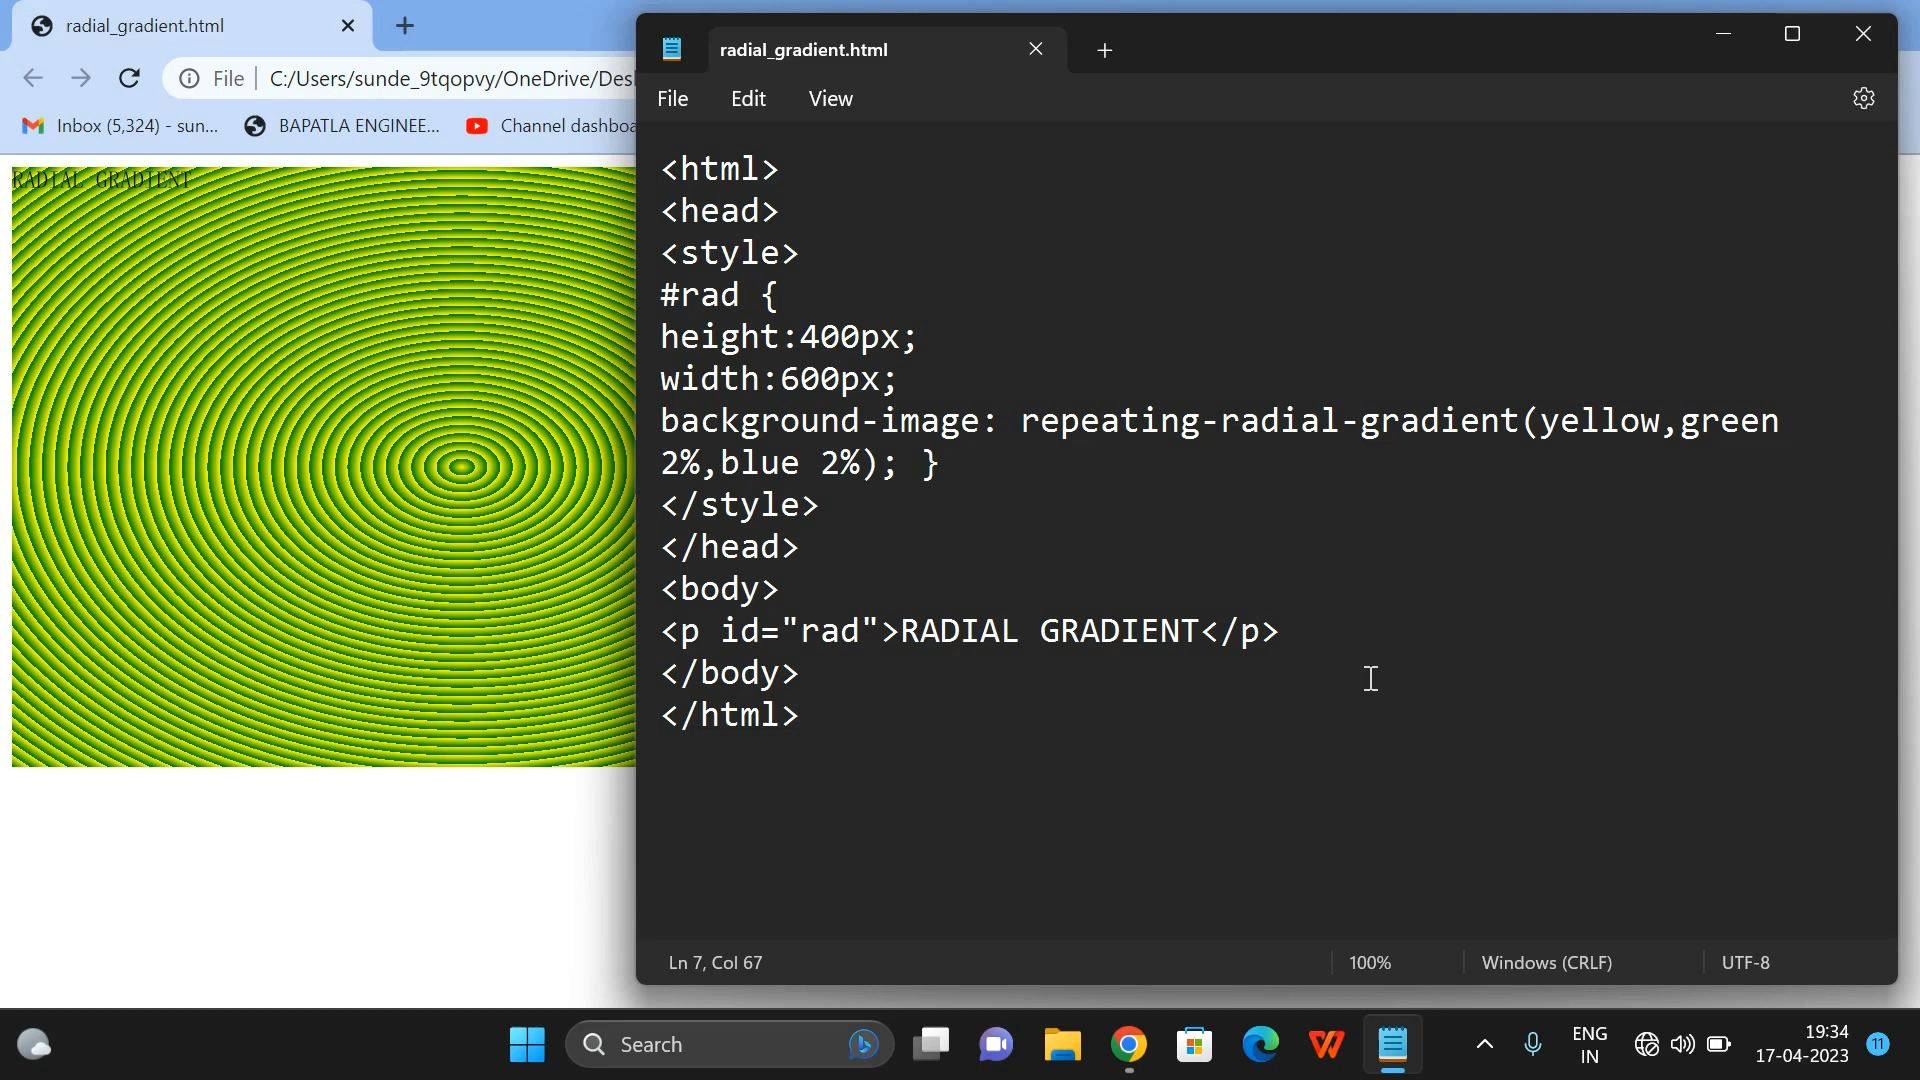 radial_gradient.html
File
C:/Users/sunde_9tqopvy/OneDrive/Des
Inbox (5,324) - sun...
BAPATLA ENGINEE...
Channel dashboa
RADIAL GRADIENT
radial_gradient.html
File Edit View
<html>
<head>
<style>
#rad {
height:400px;
width:600px;
background-image: repeating-radial-gradient(yellow,green
2%,blue 2%); }
</style>
</head>
<body>
<p id="rad">RADIAL GRADIENT</p>
</body>
</html>
Ln 7, Col 67
100%
Windows (CRLF)
UTF-8
Search
ENG
IN
19:34
17-04-2023
11